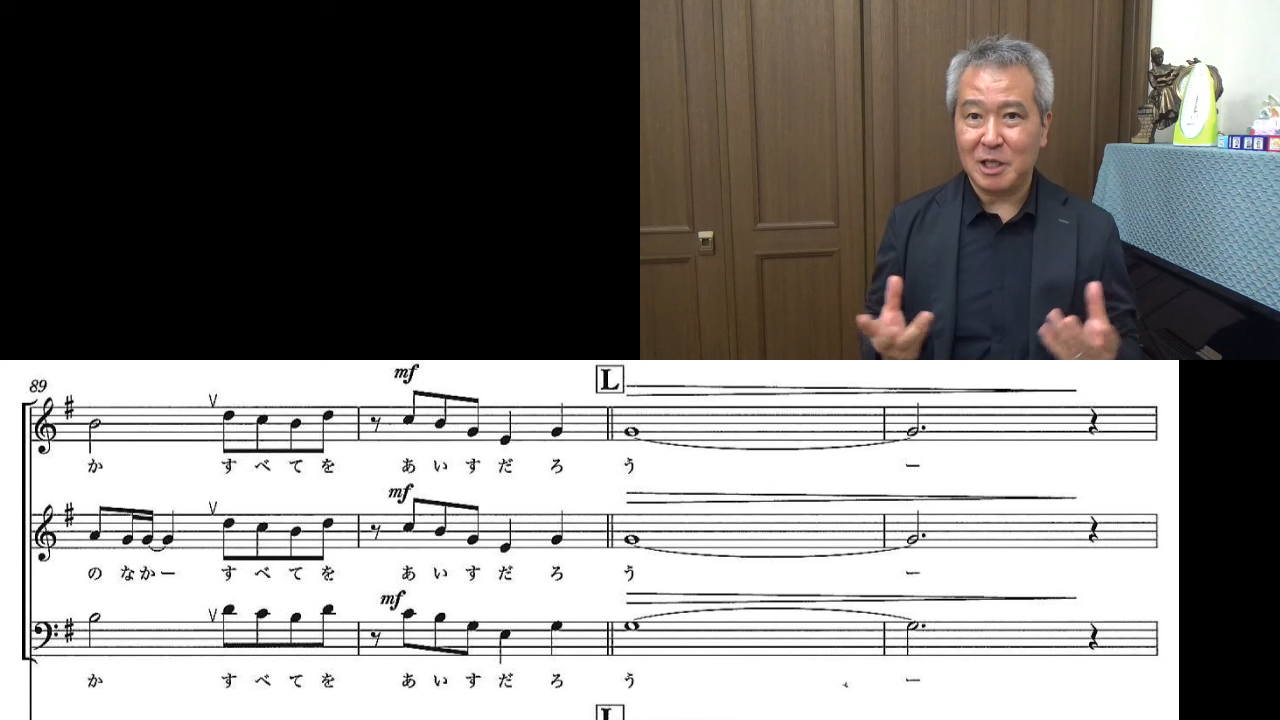 89
mf
L
か す べ て を あ い す だ ろ う ー
mf
の な か ー す べ て を あ い す だ ろ う ー
mf
か す べ て を あ い す だ ろ う ー
L